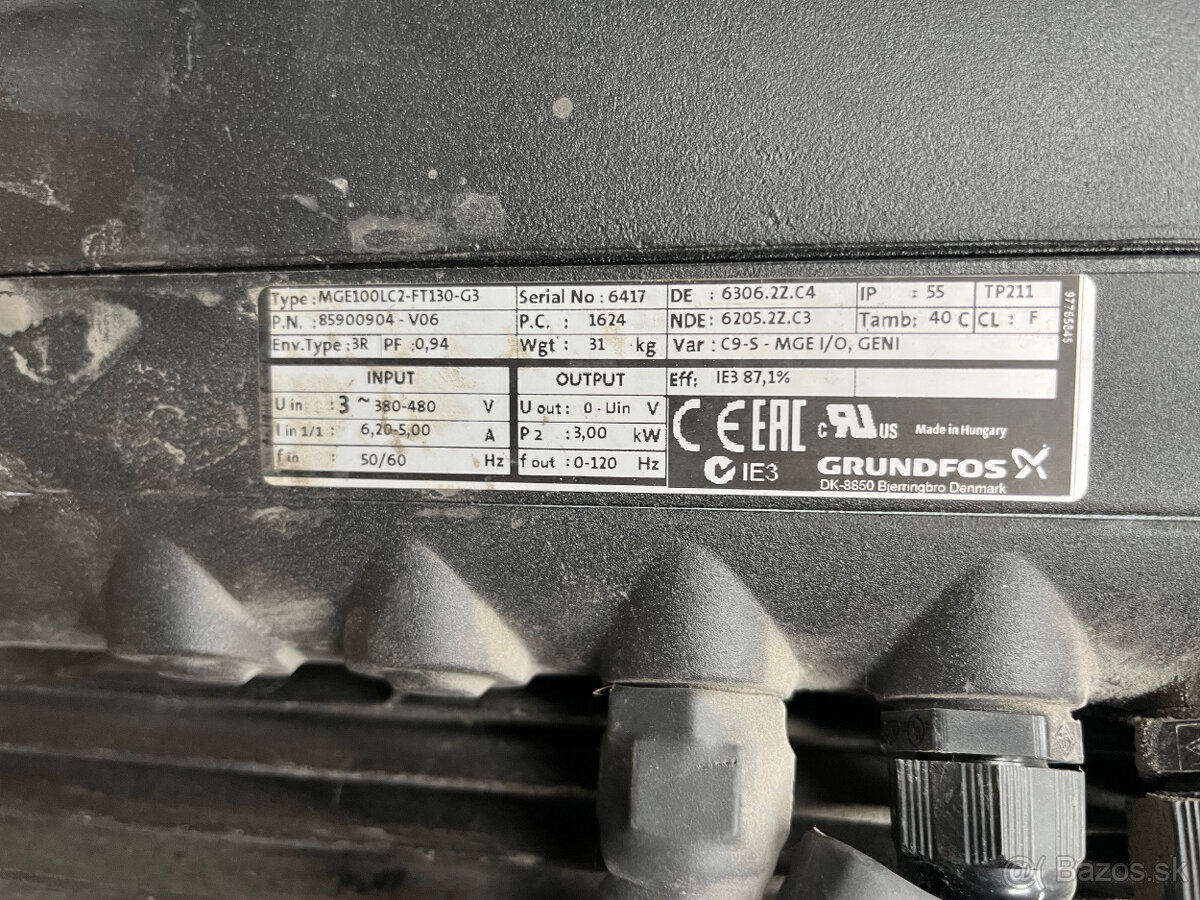 Type : MGE100LC2-FT130-G3 Serial No : 6417 DE : 6306.2Z.C4 IP : 55 TP211
P.N. : 85900904 - V06 P.C. : 1624 NDE : 6205.2Z.C3 Tamb: 40 C CL : F
Env.Type : 3R PF : 0,94 Wgt : 31 kg Var : C9-S - MGE I/O, GENI
97765845
INPUT OUTPUT Eff: IE3 87,1%
U in : 3 ~ 380-480 V U out : 0 - Uin V
I in 1/1 : 6,20-5,00 A P2 : 3,00 kW
f in : 50/60 Hz f out : 0-120 Hz
CE EAC c RU US Made in Hungary
IE3 GRUNDFOS
DK-8850 Bjerringbro Denmark
Bazos.sk